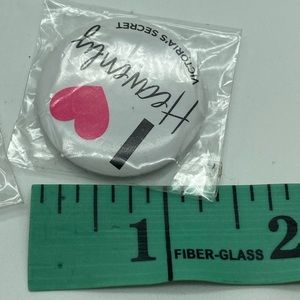 I
Heavenly
VICTORIA'S SECRET
1 FIBER-GLASS 2